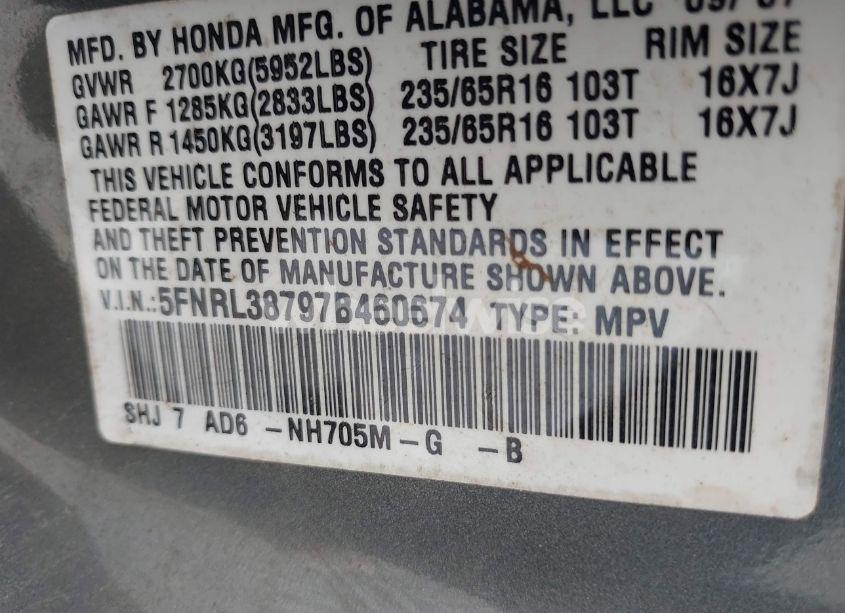 MFD. BY HONDA MFG. OF ALABAMA, LLC 09/07
GVWR 2700KG(5952LBS) TIRE SIZE RIM SIZE
GAWR F 1285KG(2833LBS) 235/65R16 103T 16X7J
GAWR R 1450KG(3197LBS) 235/65R16 103T 16X7J
THIS VEHICLE CONFORMS TO ALL APPLICABLE
FEDERAL MOTOR VEHICLE SAFETY
AND THEFT PREVENTION STANDARDS IN EFFECT
ON THE DATE OF MANUFACTURE SHOWN ABOVE.
V.I.N.:5FNRL38797B460674 TYPE: MPV
SHJ 7 AD6 -NH705M-G -B